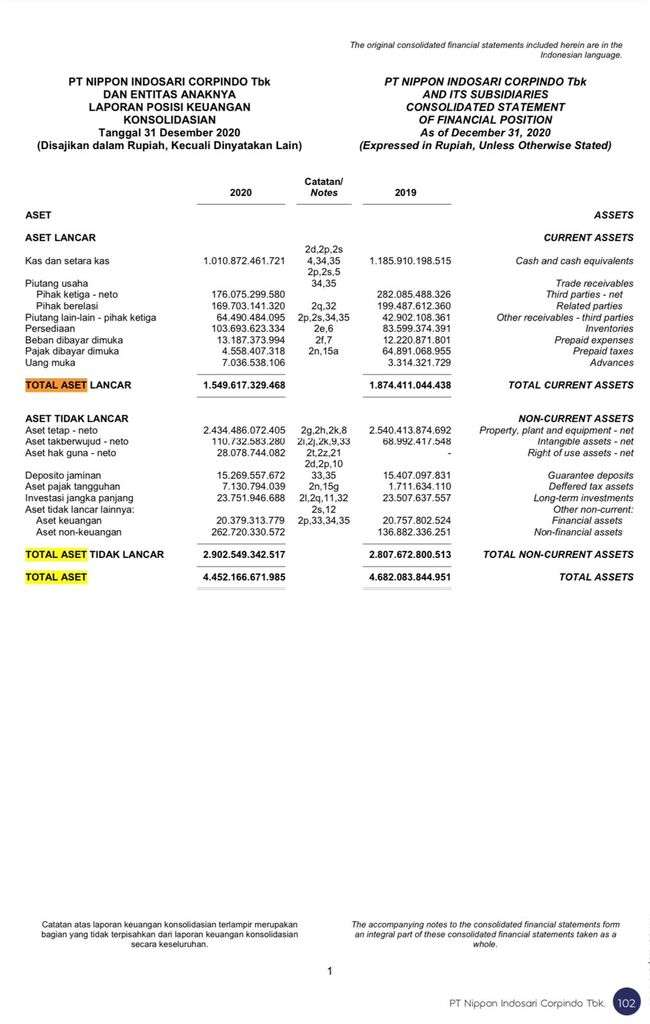 The original consolidated financial statements included herein are in the
Indonesian language.
PT NIPPON INDOSARI CORPINDO Tbk
DAN ENTITAS ANAKNYA
LAPORAN POSISI KEUANGAN
KONSOLIDASIAN
Tanggal 31 Desember 2020
(Disajikan dalam Rupiah, Kecuali Dinyatakan Lain)
PT NIPPON INDOSARI CORPINDO Tbk
AND ITS SUBSIDIARIES
CONSOLIDATED STATEMENT
OF FINANCIAL POSITION
As of December 31, 2020
(Expressed in Rupiah, Unless Otherwise Stated)
Catatan/
2020 Notes 2019
ASET ASSETS
ASET LANCAR CURRENT ASSETS
2d,2p,2s
Kas dan setara kas 1.010.872.461.721 4,34,35 1.185.910.198.515 Cash and cash equivalents
2p,2s,5
Piutang usaha 34,35 Trade receivables
Pihak ketiga - neto 176.075.299.580 282.085.488.326 Third parties - net
Pihak berelasi 169.703.141.320 2q,32 199.487.612.360 Related parties
Piutang lain-lain - pihak ketiga 64.490.484.095 2p,2s,34,35 42.902.108.361 Other receivables - third parties
Persediaan 103.693.623.334 2e,6 83.599.374.391 Inventories
Beban dibayar dimuka 13.187.373.994 2f,7 12.220.871.801 Prepaid expenses
Pajak dibayar dimuka 4.558.407.318 2n,15a 64.891.068.955 Prepaid taxes
Uang muka 7.036.538.106 3.314.321.729 Advances
TOTAL ASET LANCAR 1.549.617.329.468 1.874.411.044.438 TOTAL CURRENT ASSETS
ASET TIDAK LANCAR NON-CURRENT ASSETS
Aset tetap - neto 2.434.486.072.405 2g,2h,2k,8 2.540.413.874.692 Property, plant and equipment - net
Aset takberwujud - neto 110.732.583.280 2i,2j,2k,9,33 68.992.417.548 Intangible assets - net
Aset hak guna - neto 28.078.744.082 2t,2z,21 - Right of use assets - net
2d,2p,10
Deposito jaminan 15.269.557.672 33,35 15.407.097.831 Guarantee deposits
Aset pajak tangguhan 7.130.794.039 2n,15g 1.711.634.110 Deffered tax assets
Investasi jangka panjang 23.751.946.688 2l,2q,11,32 23.507.637.557 Long-term investments
Aset tidak lancar lainnya: 2s,12 Other non-current:
Aset keuangan 20.379.313.779 2p,33,34,35 20.757.802.524 Financial assets
Aset non-keuangan 262.720.330.572 136.882.336.251 Non-financial assets
TOTAL ASET TIDAK LANCAR 2.902.549.342.517 2.807.672.800.513 TOTAL NON-CURRENT ASSETS
TOTAL ASET 4.452.166.671.985 4.682.083.844.951 TOTAL ASSETS
Catatan atas laporan keuangan konsolidasian terlampir merupakan
bagian yang tidak terpisahkan dari laporan keuangan konsolidasian
secara keseluruhan.
The accompanying notes to the consolidated financial statements form
an integral part of these consolidated financial statements taken as a
whole.
1
PT Nippon Indosari Corpindo Tbk. 102